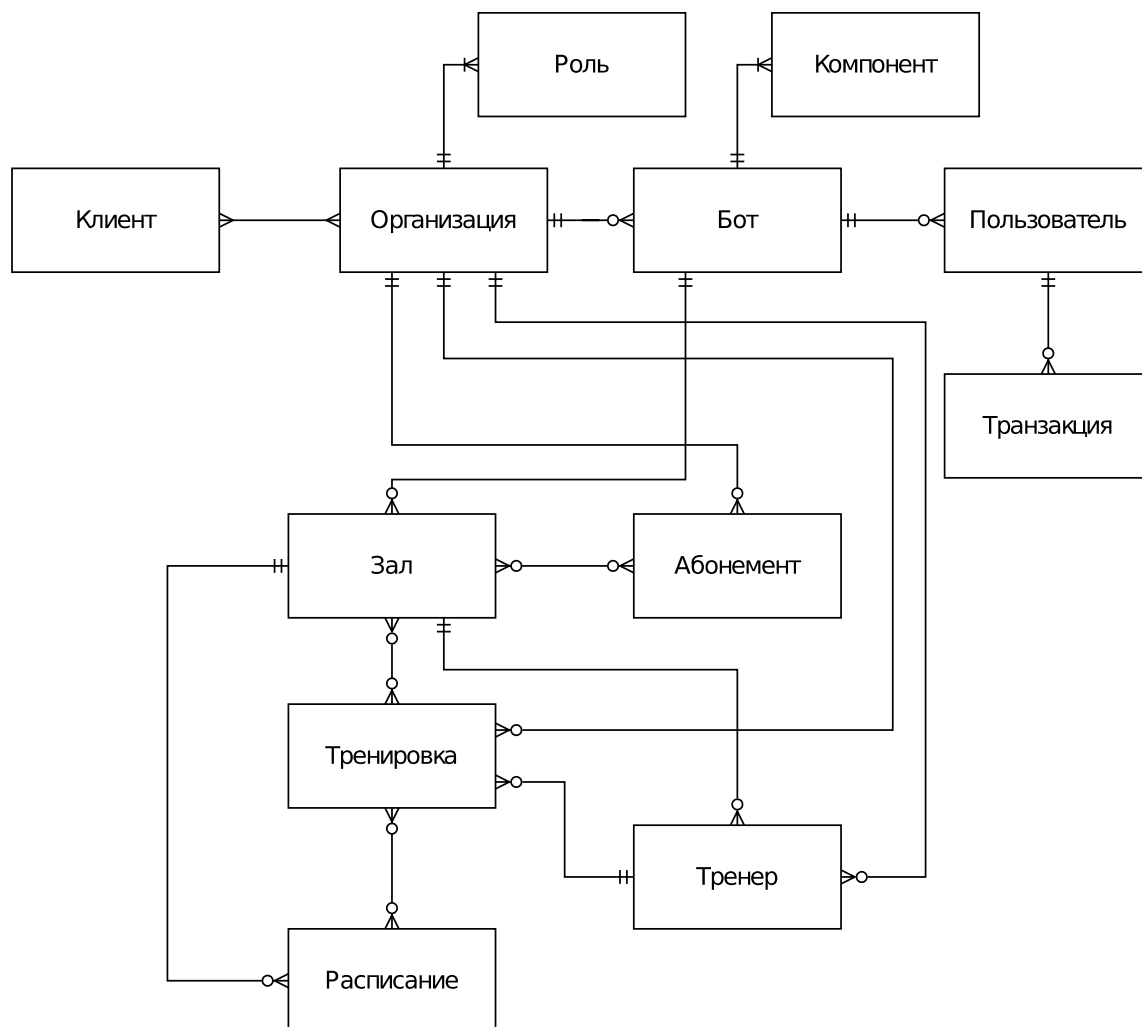 Роль
Компонент
Клиент
Организация
Бот
Пользователь
Транзакция
Зал
Абонемент
Тренировка
Тренер
Расписание